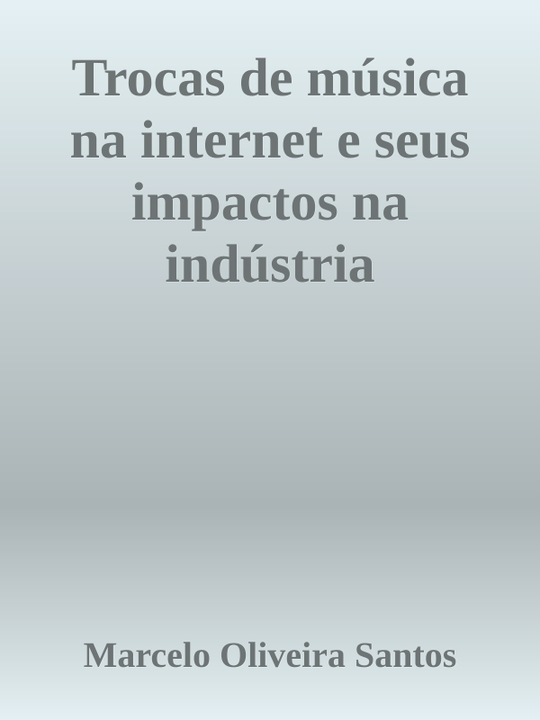 Trocas de música
na internet e seus
impactos na
indústria
Marcelo Oliveira Santos